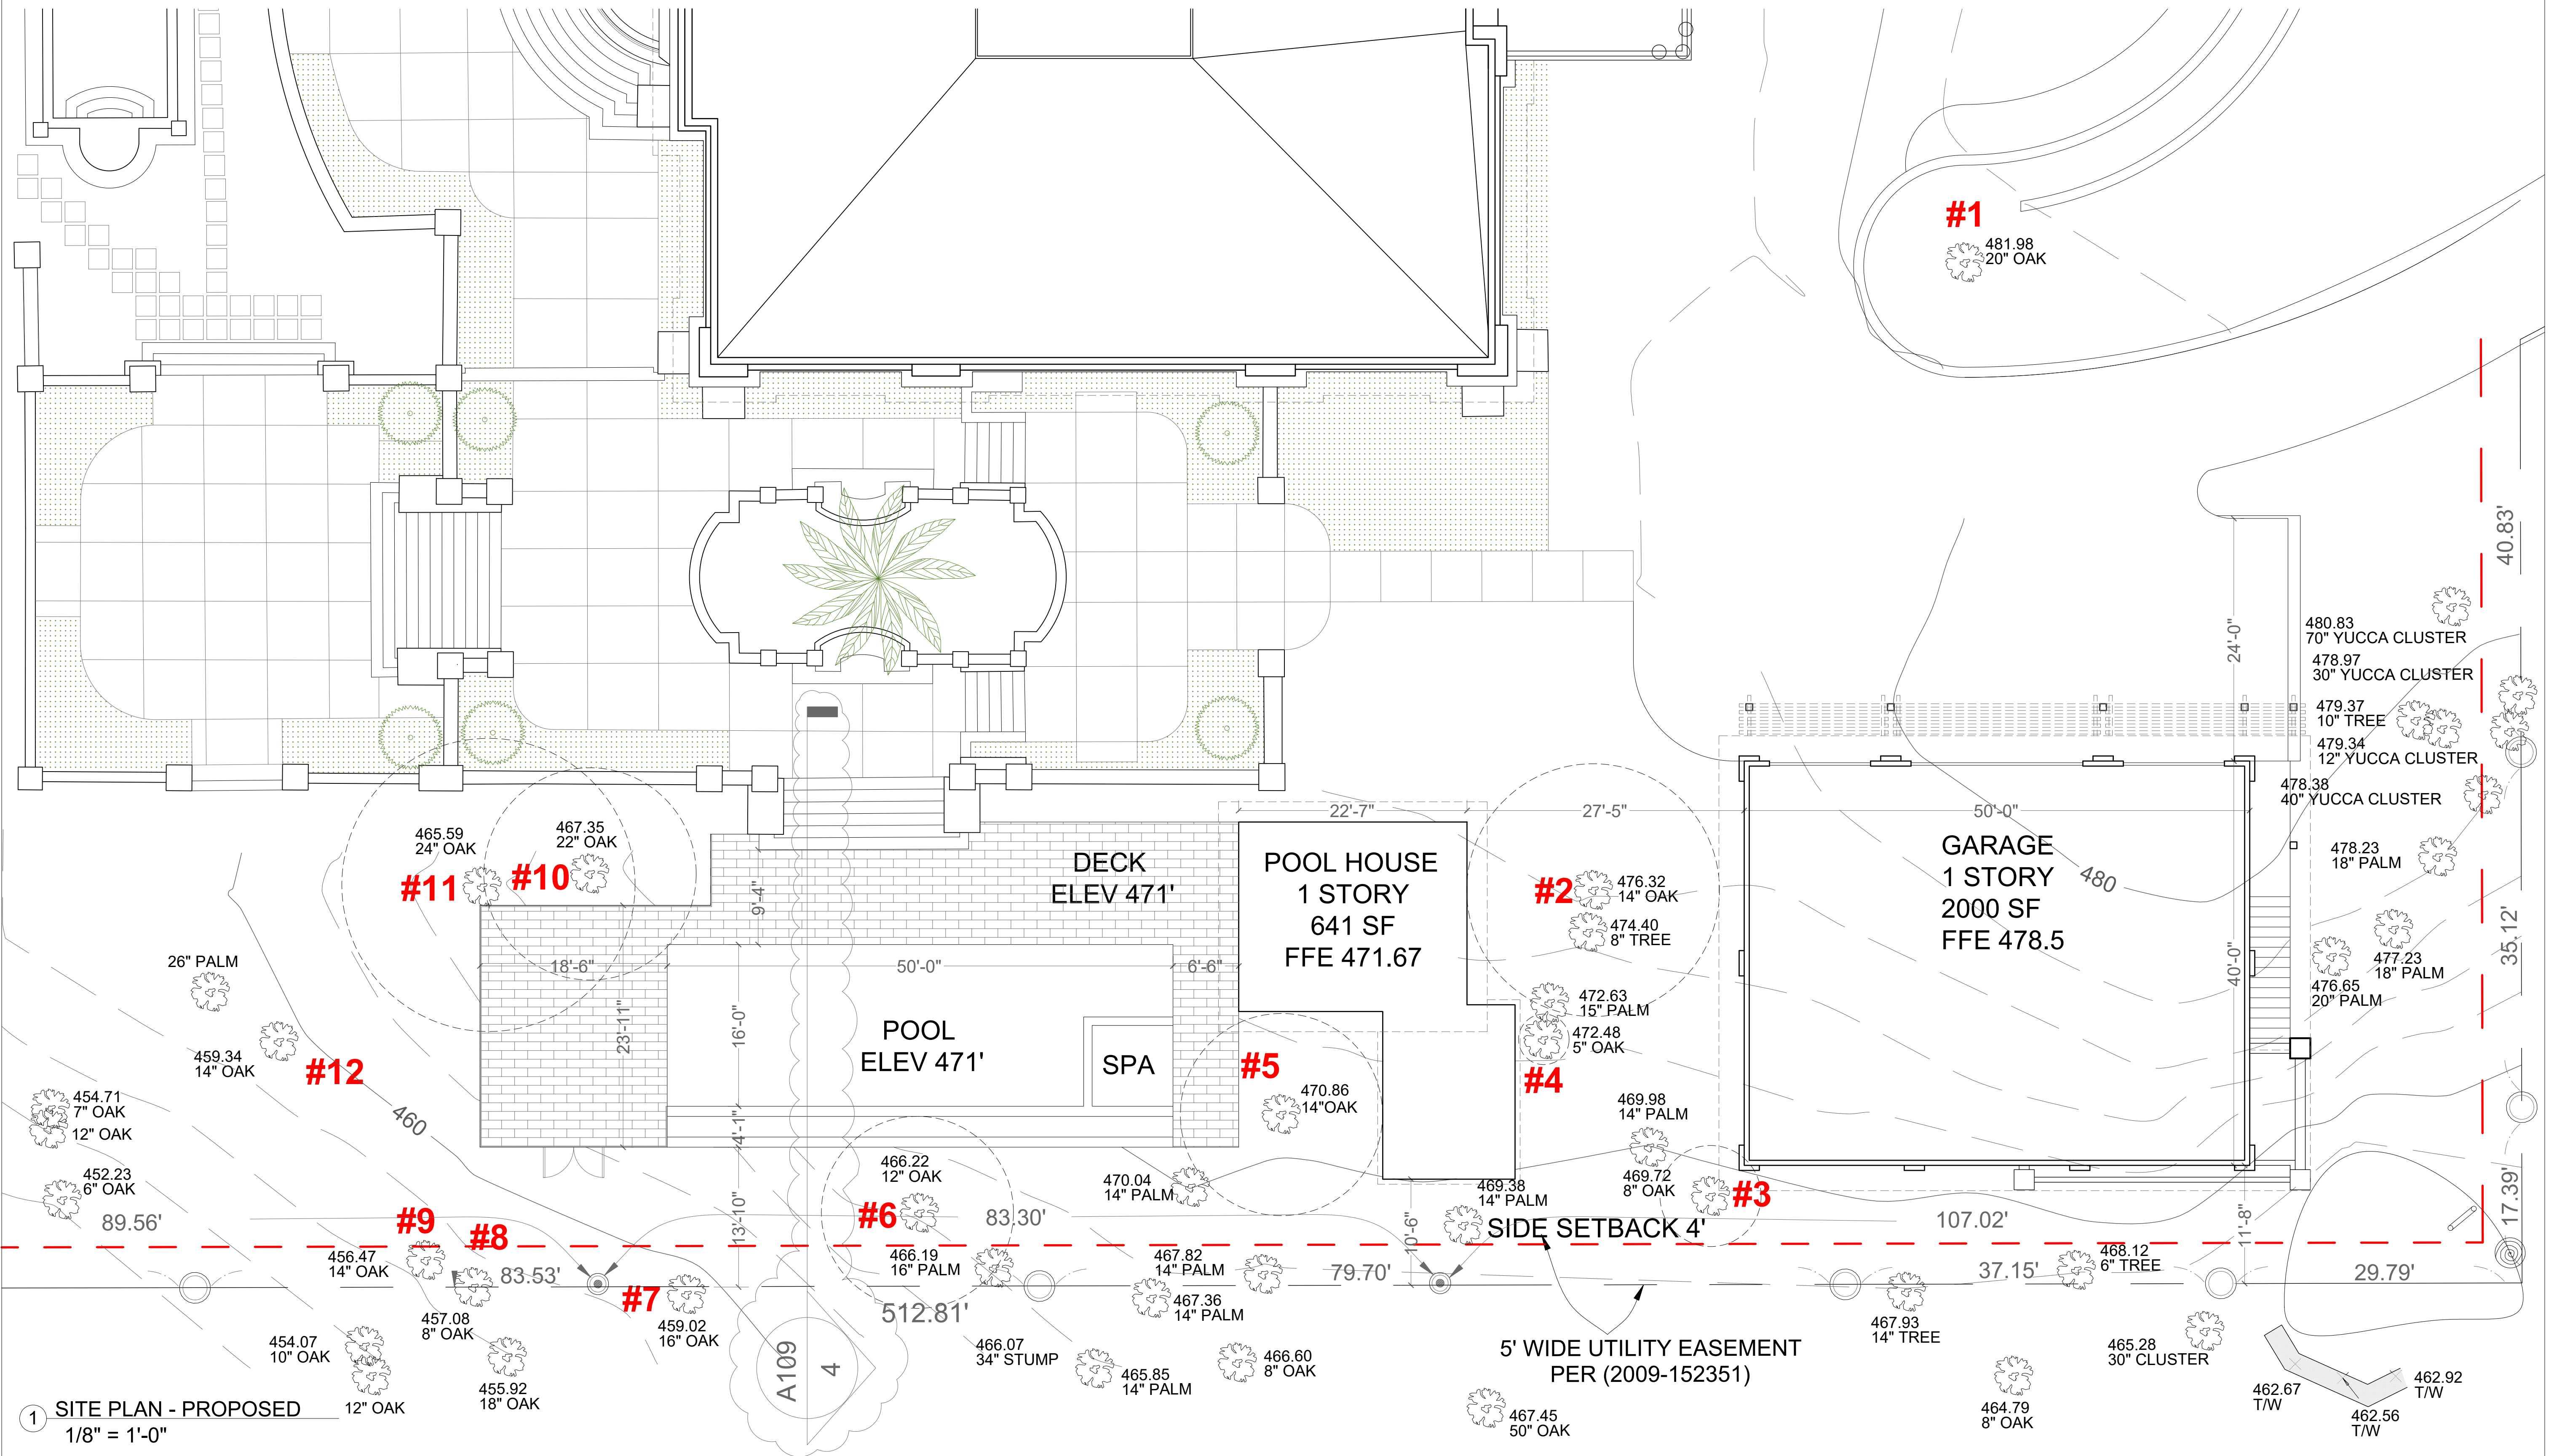 #1
481.98
20" OAK
40.83'
24'-0"
480.83
70" YUCCA CLUSTER
478.97
30" YUCCA CLUSTER
479.37
10" TREE
479.34
12" YUCCA CLUSTER
478.38
40" YUCCA CLUSTER
22'-7"
27'-5"
50'-0"
465.59
24" OAK
467.35
22" OAK
#11
#10
9'-4"
DECK
ELEV 471'
POOL HOUSE
1 STORY
641 SF
FFE 471.67
#2
476.32
14" OAK
474.40
8" TREE
GARAGE
1 STORY
2000 SF
FFE 478.5
480
478.23
18" PALM
477.23
18" PALM
476.65
20" PALM
35.12'
40'-0"
26" PALM
18'-6"
50'-0"
6'-6"
23'-11"
16'-0"
POOL
ELEV 471'
SPA
472.63
15" PALM
472.48
5" OAK
#4
#5
470.86
14"OAK
459.34
14" OAK
#12
460
454.71
7" OAK
12" OAK
452.23
6" OAK
4'-1"
469.98
14" PALM
469.72
8" OAK
#3
466.22
12" OAK
470.04
14" PALM
469.38
14" PALM
89.56'
#9
#8
#6
83.30'
13'-10"
10'-6"
SIDE SETBACK 4'
107.02'
11'-8"
17.39'
456.47
14" OAK
83.53'
#7
466.19
16" PALM
467.82
14" PALM
79.70'
37.15'
468.12
6" TREE
29.79'
457.08
8" OAK
459.02
16" OAK
512.81'
467.36
14" PALM
467.93
14" TREE
454.07
10" OAK
466.07
34" STUMP
465.85
14" PALM
466.60
8" OAK
5' WIDE UTILITY EASEMENT
PER (2009-152351)
465.28
30" CLUSTER
455.92
18" OAK
12" OAK
A109
4
467.45
50" OAK
464.79
8" OAK
462.67
T/W
462.56
T/W
462.92
T/W
1
SITE PLAN - PROPOSED
1/8" = 1'-0"